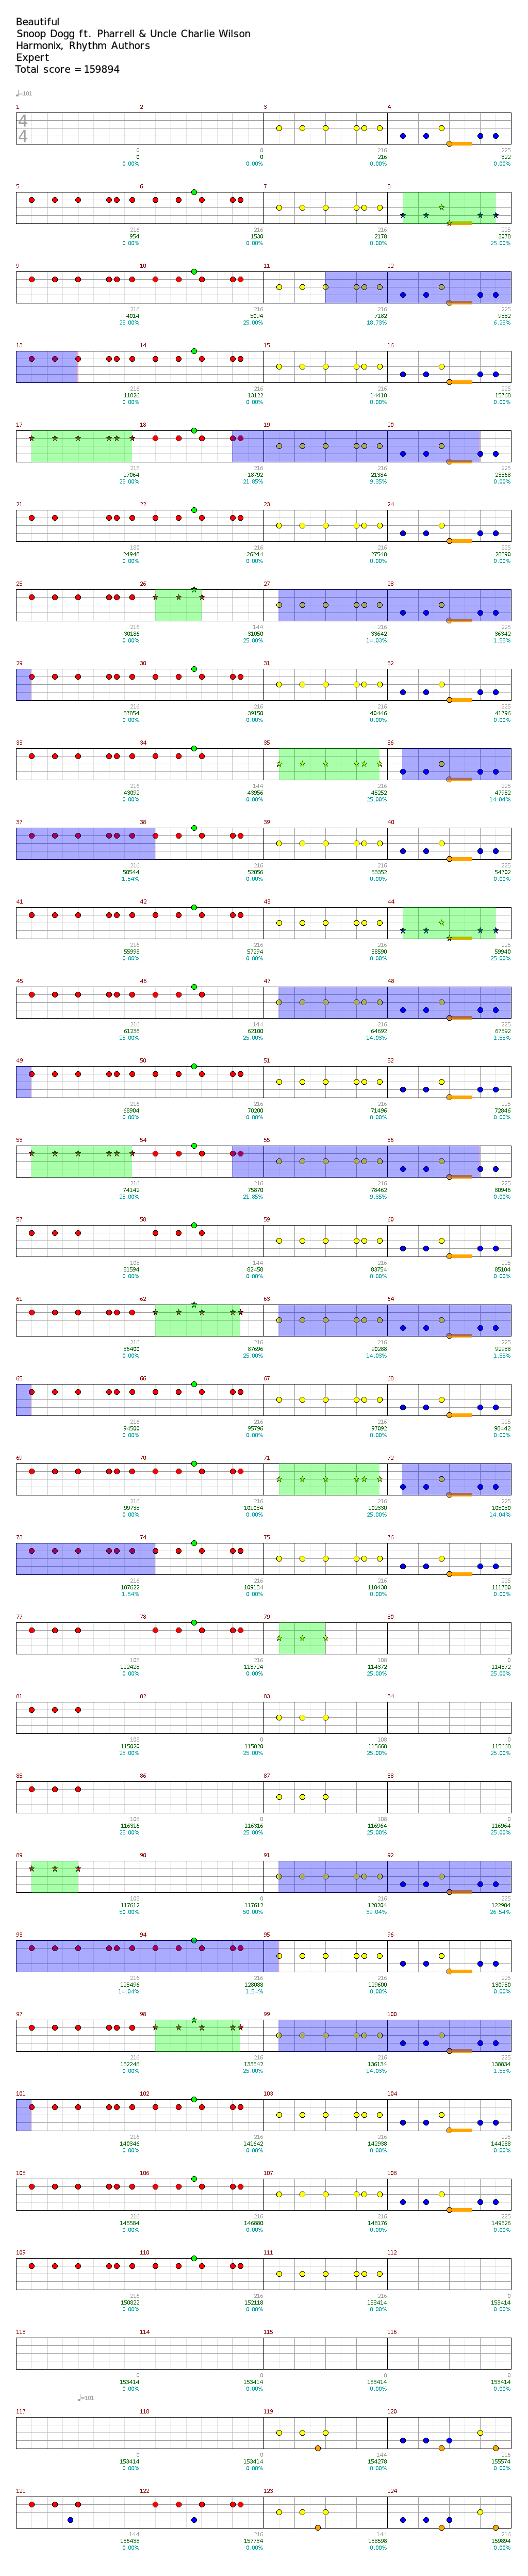 Beautiful
Snoop Dogg ft. Pharrell & Uncle Charlie Wilson
Harmonix, Rhythm Authors
Expert
Total score = 159894
♩=101
1 2 3 4
4
4
0 0 216 225
0 0 216 522
0.00% 0.00% 0.00% 0.00%
5 6 7 8
216 216 216 225
954 1530 2178 3078
0.00% 0.00% 0.00% 25.00%
9 10 11 12
216 216 216 225
4014 5094 7182 9882
25.00% 25.00% 18.73% 6.23%
13 14 15 16
216 216 216 225
11826 13122 14418 15768
0.00% 0.00% 0.00% 0.00%
17 18 19 20
216 216 216 225
17064 18792 21384 23868
25.00% 21.85% 9.35% 0.00%
21 22 23 24
180 216 216 225
24948 26244 27540 28890
0.00% 0.00% 0.00% 0.00%
25 26 27 28
216 144 216 225
30186 31050 33642 36342
0.00% 25.00% 14.03% 1.53%
29 30 31 32
216 216 216 225
37854 39150 40446 41796
0.00% 0.00% 0.00% 0.00%
33 34 35 36
216 144 216 225
43092 43956 45252 47952
0.00% 0.00% 25.00% 14.04%
37 38 39 40
216 216 216 225
50544 52056 53352 54702
1.54% 0.00% 0.00% 0.00%
41 42 43 44
216 216 216 225
55998 57294 58590 59940
0.00% 0.00% 0.00% 25.00%
45 46 47 48
216 144 216 225
61236 62100 64692 67392
25.00% 25.00% 14.03% 1.53%
49 50 51 52
216 216 216 225
68904 70200 71496 72846
0.00% 0.00% 0.00% 0.00%
53 54 55 56
216 216 216 225
74142 75870 78462 80946
25.00% 21.85% 9.35% 0.00%
57 58 59 60
108 144 216 225
81594 82458 83754 85104
0.00% 0.00% 0.00% 0.00%
61 62 63 64
216 216 216 225
86400 87696 90288 92988
0.00% 25.00% 14.03% 1.53%
65 66 67 68
216 216 216 225
94500 95796 97092 98442
0.00% 0.00% 0.00% 0.00%
69 70 71 72
216 216 216 225
99738 101034 102330 105030
0.00% 0.00% 25.00% 14.04%
73 74 75 76
216 216 216 225
107622 109134 110430 111780
1.54% 0.00% 0.00% 0.00%
77 78 79 80
108 216 108 0
112428 113724 114372 114372
0.00% 0.00% 25.00% 25.00%
81 82 83 84
108 0 108 0
115020 115020 115668 115668
25.00% 25.00% 25.00% 25.00%
85 86 87 88
108 0 108 0
116316 116316 116964 116964
25.00% 25.00% 25.00% 25.00%
89 90 91 92
108 0 216 225
117612 117612 120204 122904
50.00% 50.00% 39.04% 26.54%
93 94 95 96
216 216 216 225
125496 128088 129600 130950
14.04% 1.54% 0.00% 0.00%
97 98 99 100
216 216 216 225
132246 133542 136134 138834
0.00% 25.00% 14.03% 1.53%
101 102 103 104
216 216 216 225
140346 141642 142938 144288
0.00% 0.00% 0.00% 0.00%
105 106 107 108
216 216 216 225
145584 146880 148176 149526
0.00% 0.00% 0.00% 0.00%
109 110 111 112
216 216 216 0
150822 152118 153414 153414
0.00% 0.00% 0.00% 0.00%
113 114 115 116
0 0 0 0
153414 153414 153414 153414
0.00% 0.00% 0.00% 0.00%
♩=101
117 118 119 120
0 0 144 216
153414 153414 154278 155574
0.00% 0.00% 0.00% 0.00%
121 122 123 124
144 216 144 216
156438 157734 158598 159894
0.00% 0.00% 0.00% 0.00%